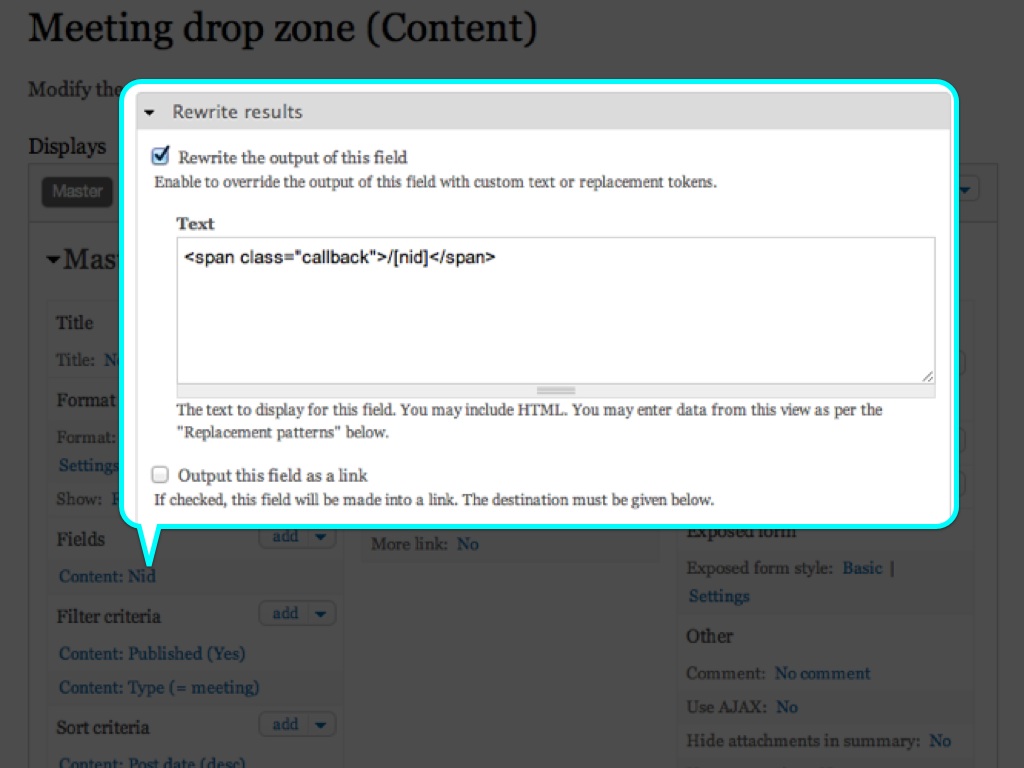 Meeting drop zone (Content)
Modify the
Displays
Master
Rewrite results
Rewrite the output of this field
Enable to override the output of this field with custom text or replacement tokens.
Text
<span class="callback">/[nid]</span>
The text to display for this field. You may include HTML. You may enter data from this view as per the
"Replacement patterns" below.
Output this field as a link
If checked, this field will be made into a link. The destination must be given below.
Title
Title:
Format
Format:
Settings
Show:
Fields
add
Content: Nid
Filter criteria
add
Content: Published (Yes)
Content: Type (= meeting)
Sort criteria
add
Content: Post date (desc)
More link: No
Exposed form
Exposed form style: Basic |
Settings
Other
Comment: No comment
Use AJAX: No
Hide attachments in summary: No